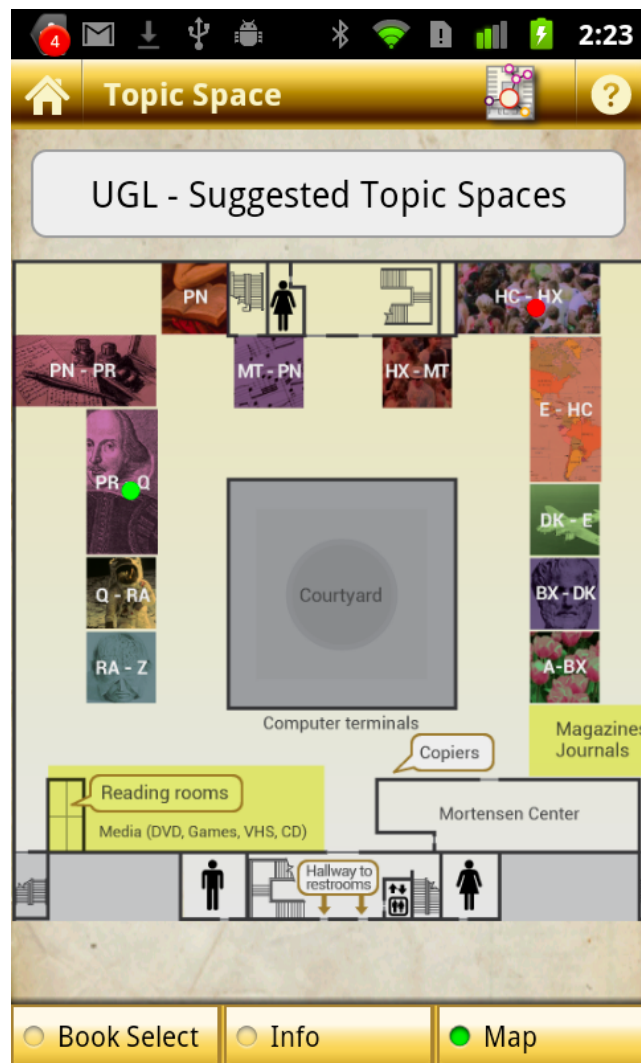 4
2:23
Topic Space
?
UGL - Suggested Topic Spaces
PN
HC - HX
PN - PR
MT - PN
HX - MT
E - HC
PR - Q
DK - E
Courtyard
Q - RA
BX - DK
RA - Z
A-BX
Computer terminals
Magazines
Journals
Copiers
Reading rooms
Mortensen Center
Media (DVD, Games, VHS, CD)
Hallway to
restrooms
Book Select
Info
Map